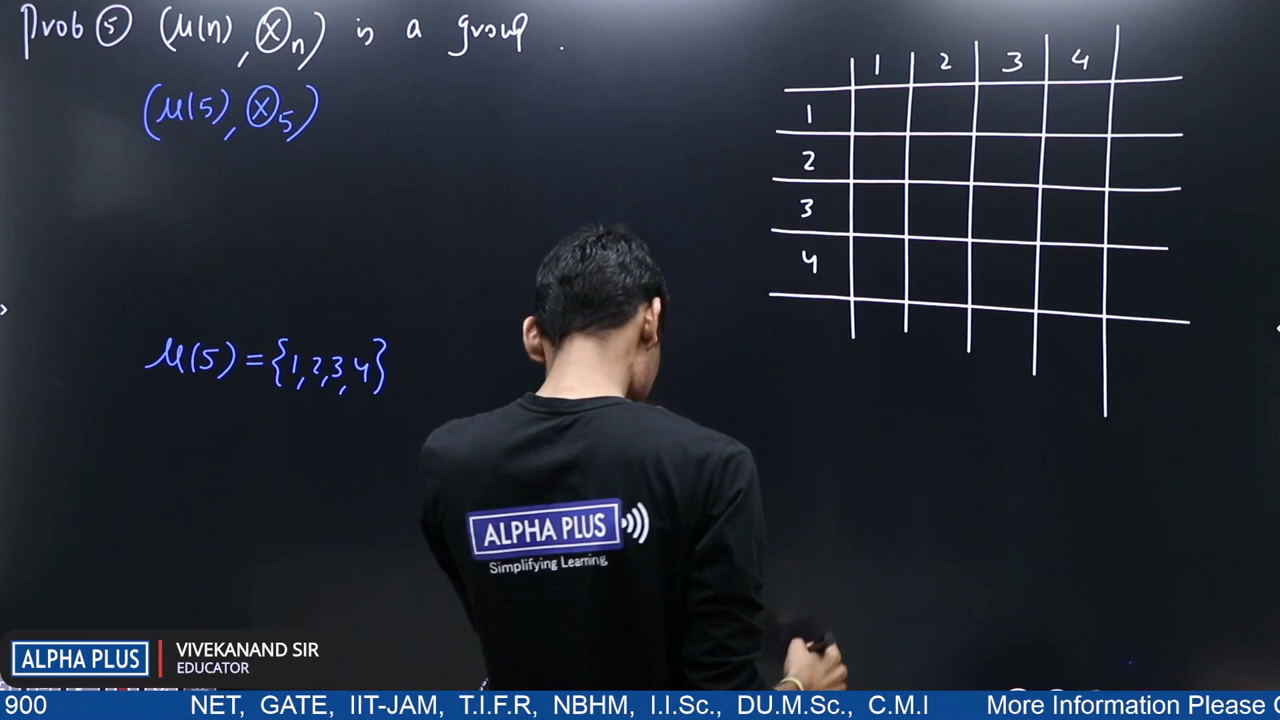 Prob ⑤ (μ(n), ⊗n) is a group.
(μ(5), ⊗5)
1 2 3 4
1
2
3
4
μ(5) = {1, 2, 3, 4}
ALPHA PLUS
Simplifying Learning
ALPHA PLUS
VIVEKANAND SIR
EDUCATOR
900 NET, GATE, IIT-JAM, T.I.F.R, NBHM, I.I.Sc., DU.M.Sc., C.M.I More Information Please